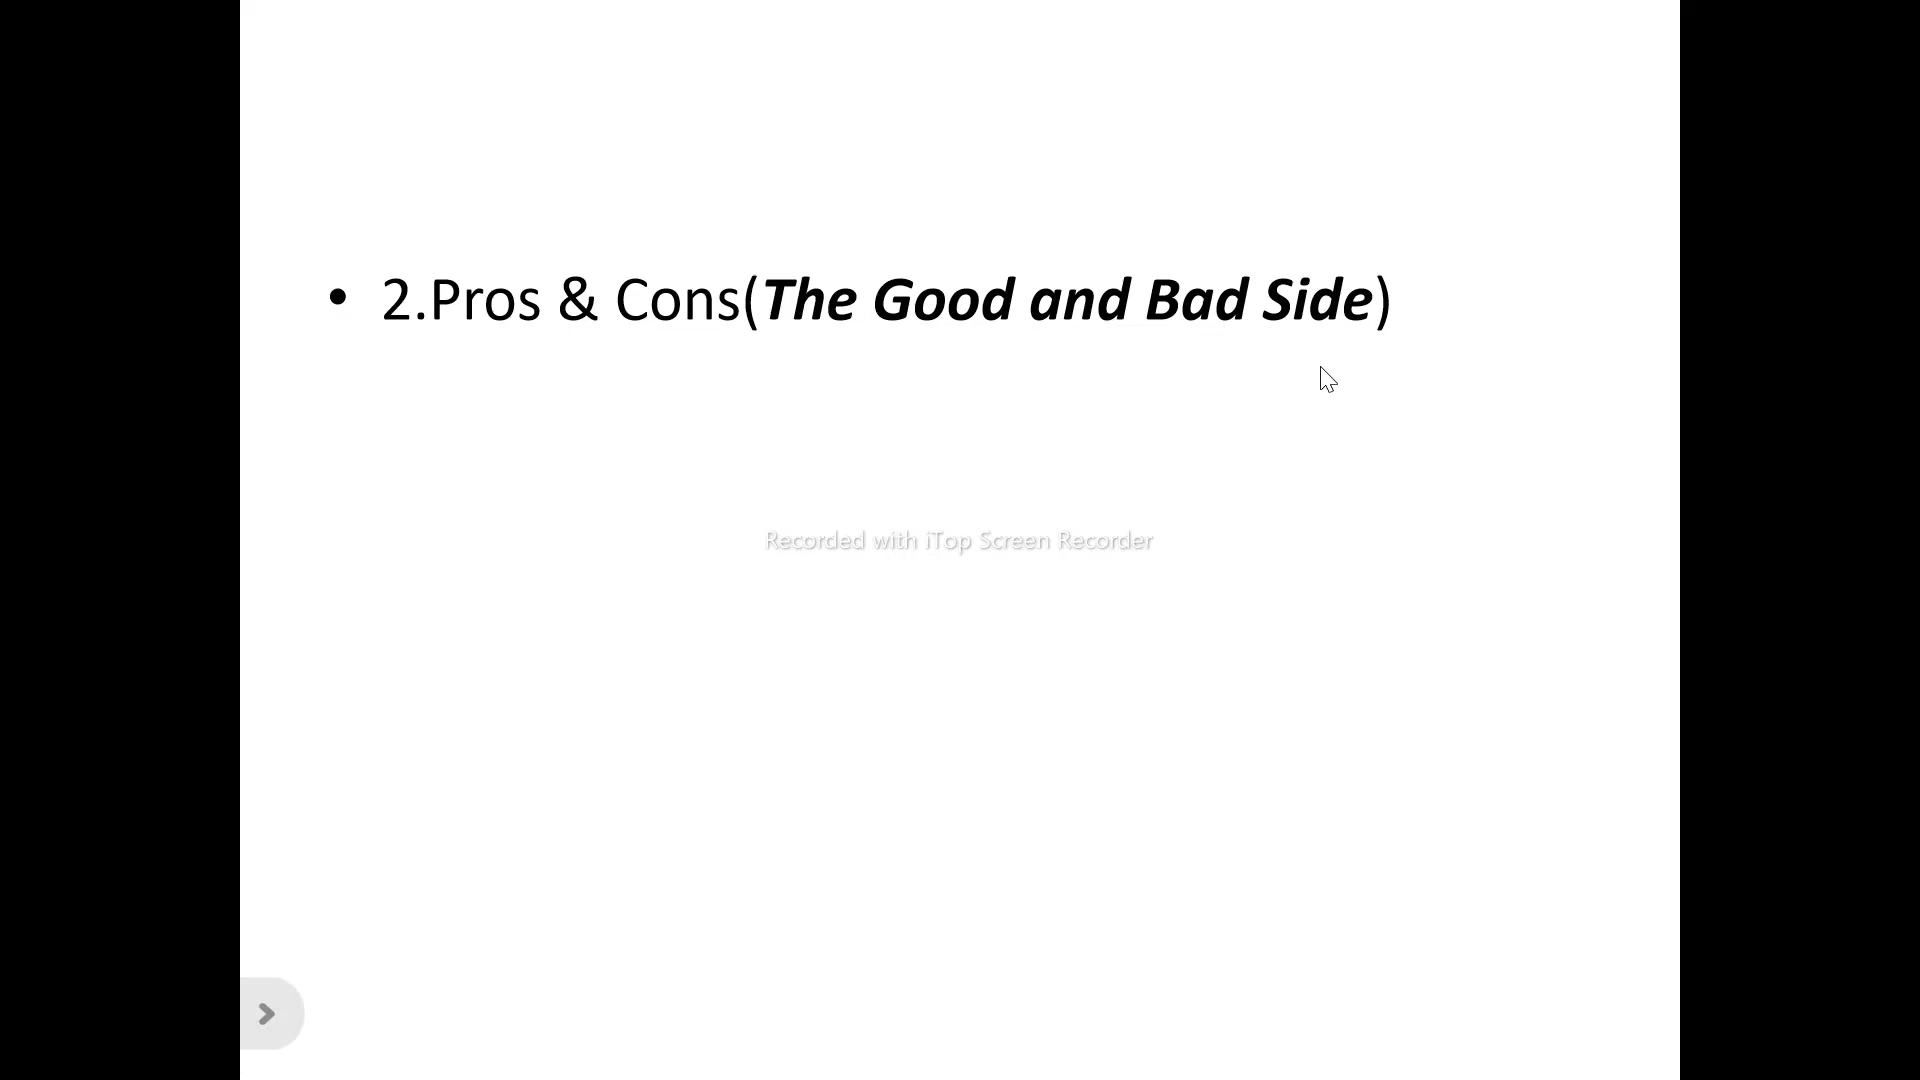 • 2.Pros & Cons(The Good and Bad Side)
Recorded with iTop Screen Recorder